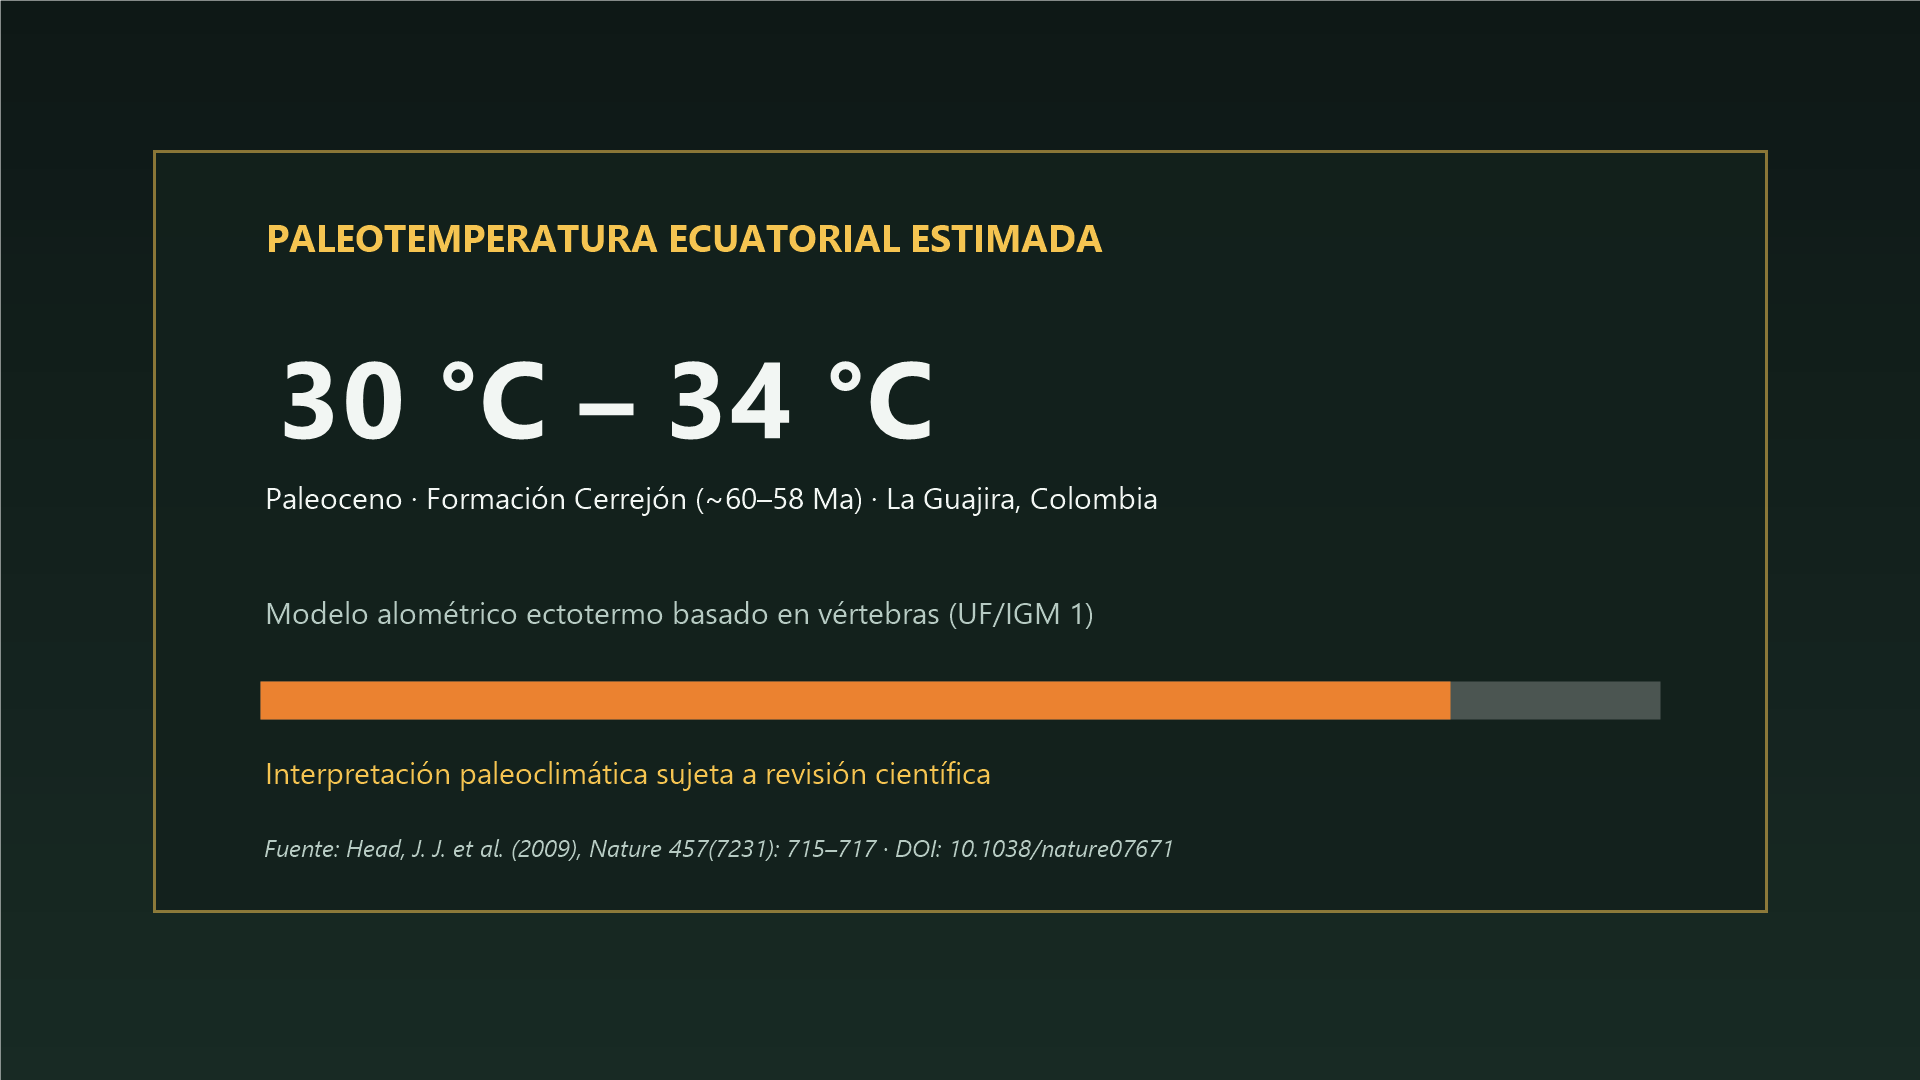 PALEOTEMPERATURA ECUATORIAL ESTIMADA
30 °C – 34 °C
Paleoceno · Formación Cerrejón (~60–58 Ma) · La Guajira, Colombia
Modelo alométrico ectotermo basado en vértebras (UF/IGM 1)
Interpretación paleoclimática sujeta a revisión científica
Fuente: Head, J. J. et al. (2009), Nature 457(7231): 715–717 · DOI: 10.1038/nature07671